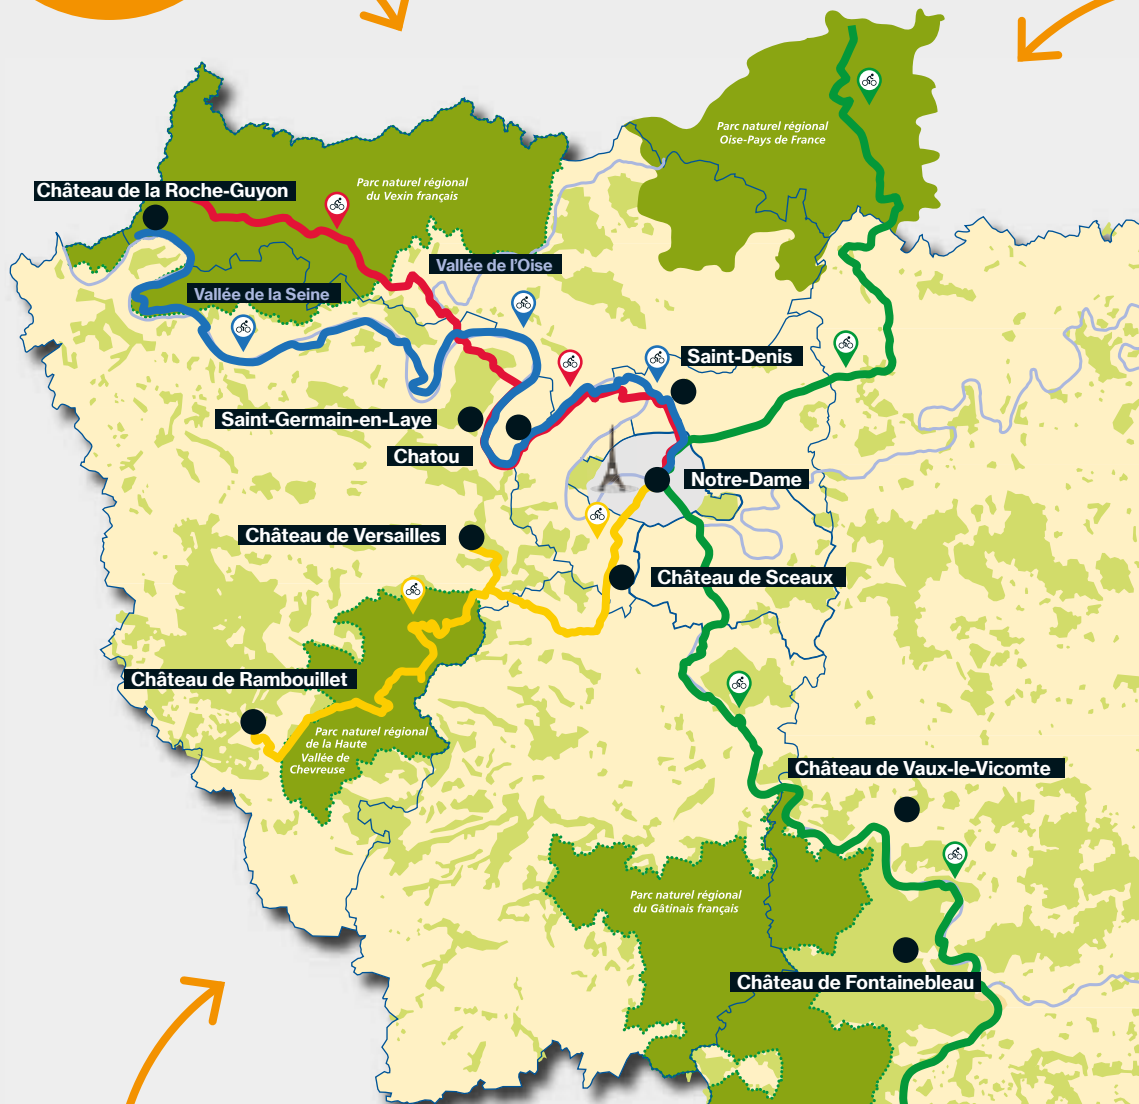 Parc naturel régional
Oise-Pays de France
Château de la Roche-Guyon
Parc naturel régional
du Vexin français
Vallée de l'Oise
Vallée de la Seine
Saint-Denis
Saint-Germain-en-Laye
Chatou
Notre-Dame
Château de Versailles
Château de Sceaux
Château de Rambouillet
Parc naturel régional
de la Haute
Vallée de
Chevreuse
Château de Vaux-le-Vicomte
Parc naturel régional
du Gâtinais français
Château de Fontainebleau